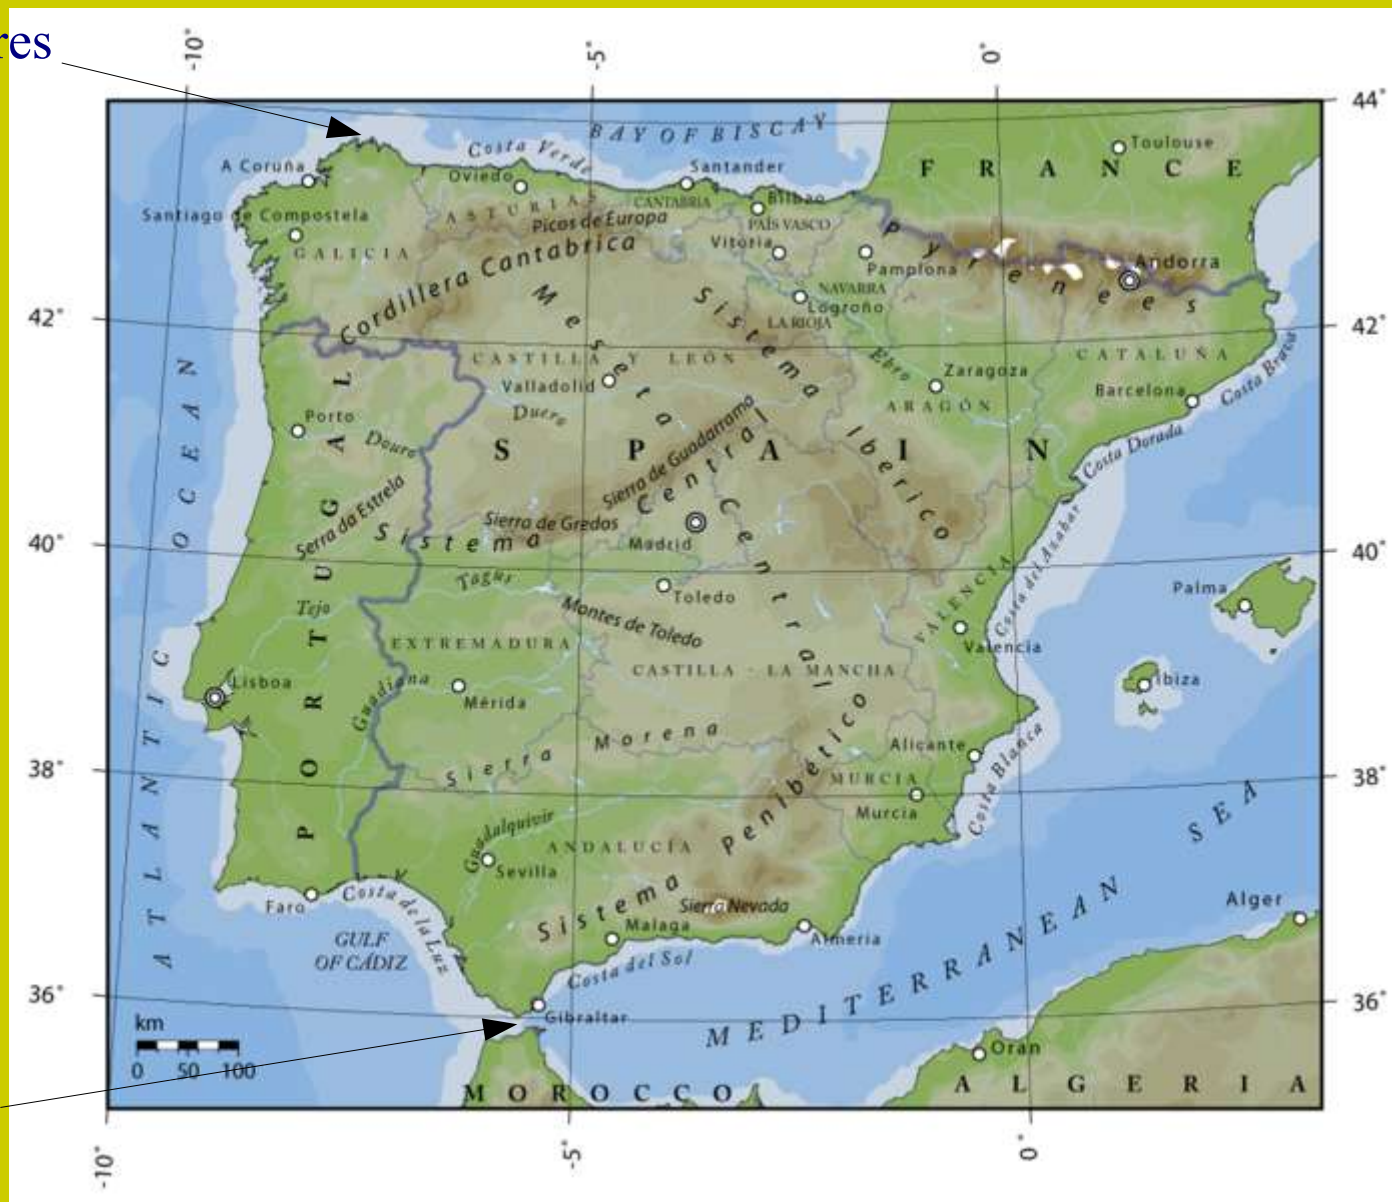 res
-10°
-5°
0°
44°
BAY OF BISCAY
Costa Verde
Toulouse
FRANCE
A Coruña
Oviedo
Santander
Bilbao
Santiago de Compostela
ASTURIAS
CANTABRIA
Picos de Europa
PAÍS VASCO
Vitoria
GALICIA
Cordillera Cantabrica
Pamplona
Pyrenees
Andorra
NAVARRA
Logroño
LA RIOJA
42°
42°
Meseta Central
Sistema Iberico
CASTILLA Y LEÓN
Ebro
CATALUÑA
Costa Brava
Valladolid
Zaragoza
Barcelona
Duero
ARAGÓN
Porto
Douro
Costa Dorada
SPAIN
Sierra de Guadarrama
Serra da Estrela
Sierra de Gredos
Sistema Central
Madrid
40°
40°
Costa del Azahar
Tagus
Toledo
VALENCIA
Palma
Tejo
Montes de Toledo
EXTREMADURA
Valencia
CASTILLA - LA MANCHA
Lisboa
Guadiana
Mérida
Ibiza
PORTUGAL
ATLANTIC OCEAN
Sierra Morena
Alicante
Costa Blanca
38°
38°
MURCIA
Murcia
Guadalquivir
Sistema Penibético
ANDALUCÍA
Sevilla
Faro
Costa de la Luz
Sierra Nevada
Malaga
Almeria
Alger
GULF
OF CÁDIZ
Costa del Sol
MEDITERRANEAN SEA
36°
36°
Gibraltar
km
0 50 100
Oran
MOROCCO
ALGERIA
-10°
-5°
0°